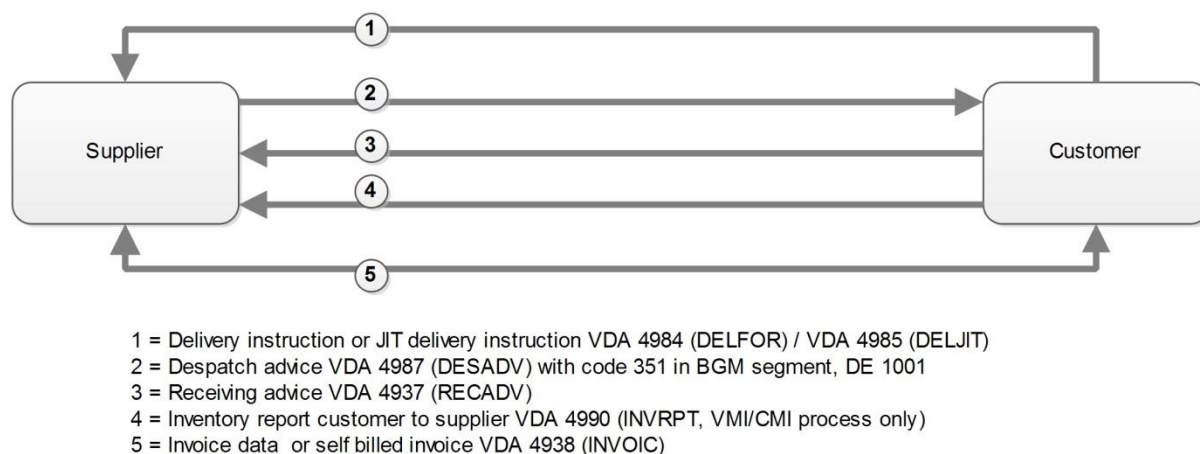 1
2
Supplier
3
Customer
4
5
1 = Delivery instruction or JIT delivery instruction VDA 4984 (DELFOR) / VDA 4985 (DELJIT)
2 = Despatch advice VDA 4987 (DESADV) with code 351 in BGM segment, DE 1001
3 = Receiving advice VDA 4937 (RECADV)
4 = Inventory report customer to supplier VDA 4990 (INVRPT, VMI/CMI process only)
5 = Invoice data or self billed invoice VDA 4938 (INVOIC)